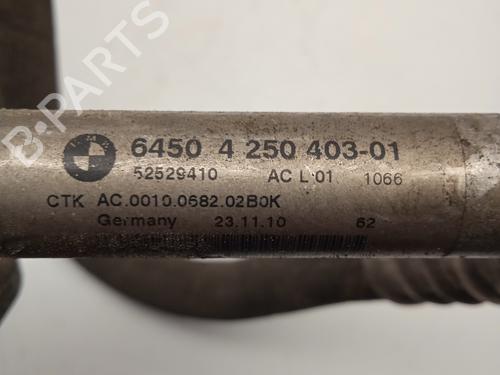 B-PARTS
6450 4 250 403-01
52529410 AC L 01 1066
CTK AC.0010.0682.02B0K
Germany 23.11.10 62